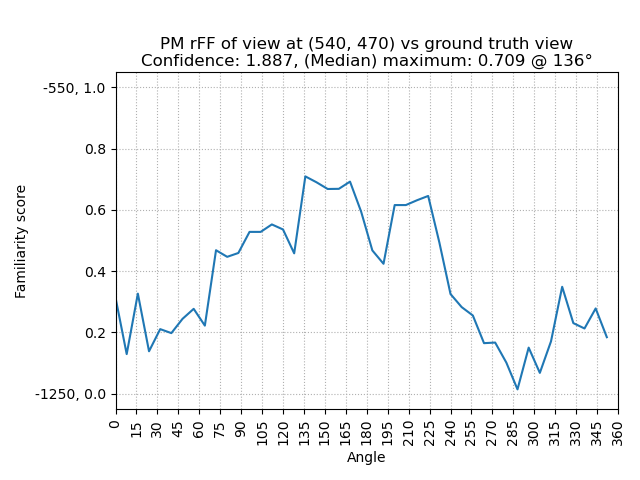 PM rFF of view at (540, 470) vs ground truth view
Confidence: 1.887, (Median) maximum: 0.709 @ 136°
-550, 1.0
0.8
0.6
0.4
0.2
-1250, 0.0
Familiarity score
0 15 30 45 60 75 90 105 120 135 150 165 180 195 210 225 240 255 270 285 300 315 330 345 360
Angle